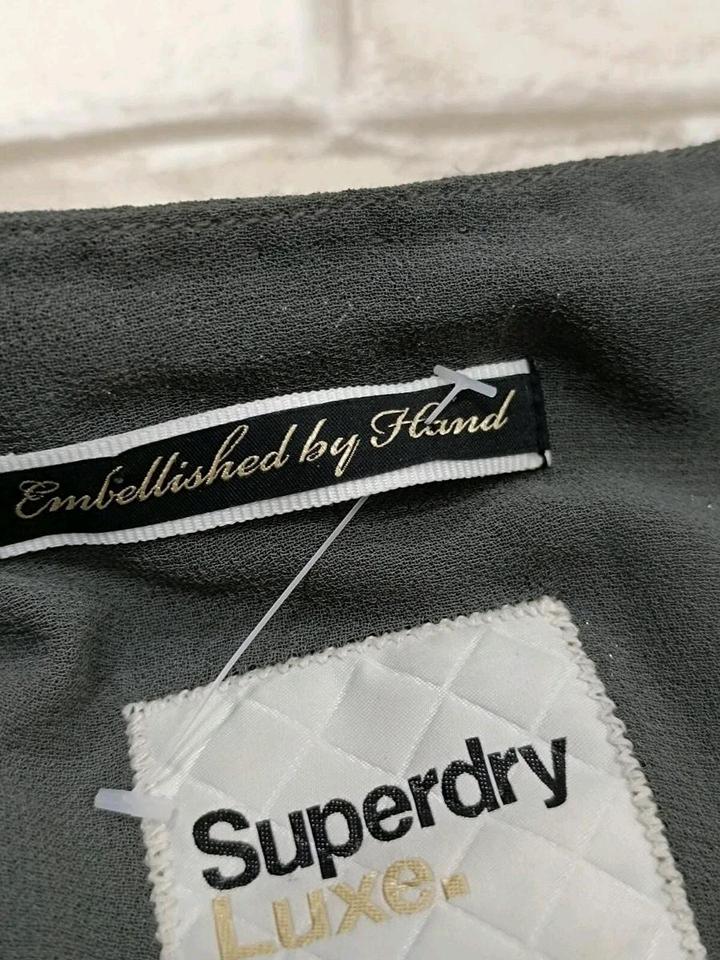 Embellished by Hand
Superdry
Luxe.